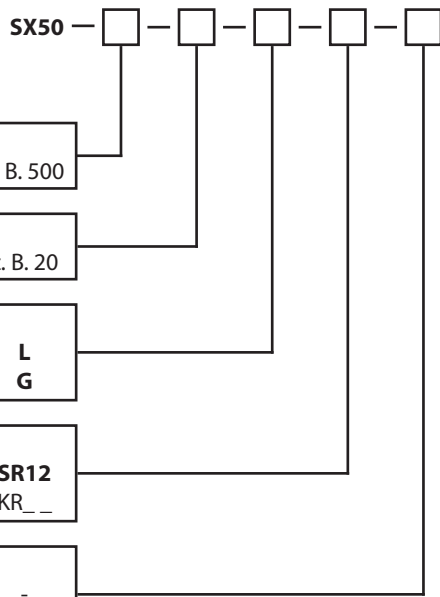 SX50 — □ — □ — □ — □ — □
B. 500
. B. 20
L
G
SR12
KR_ _
-